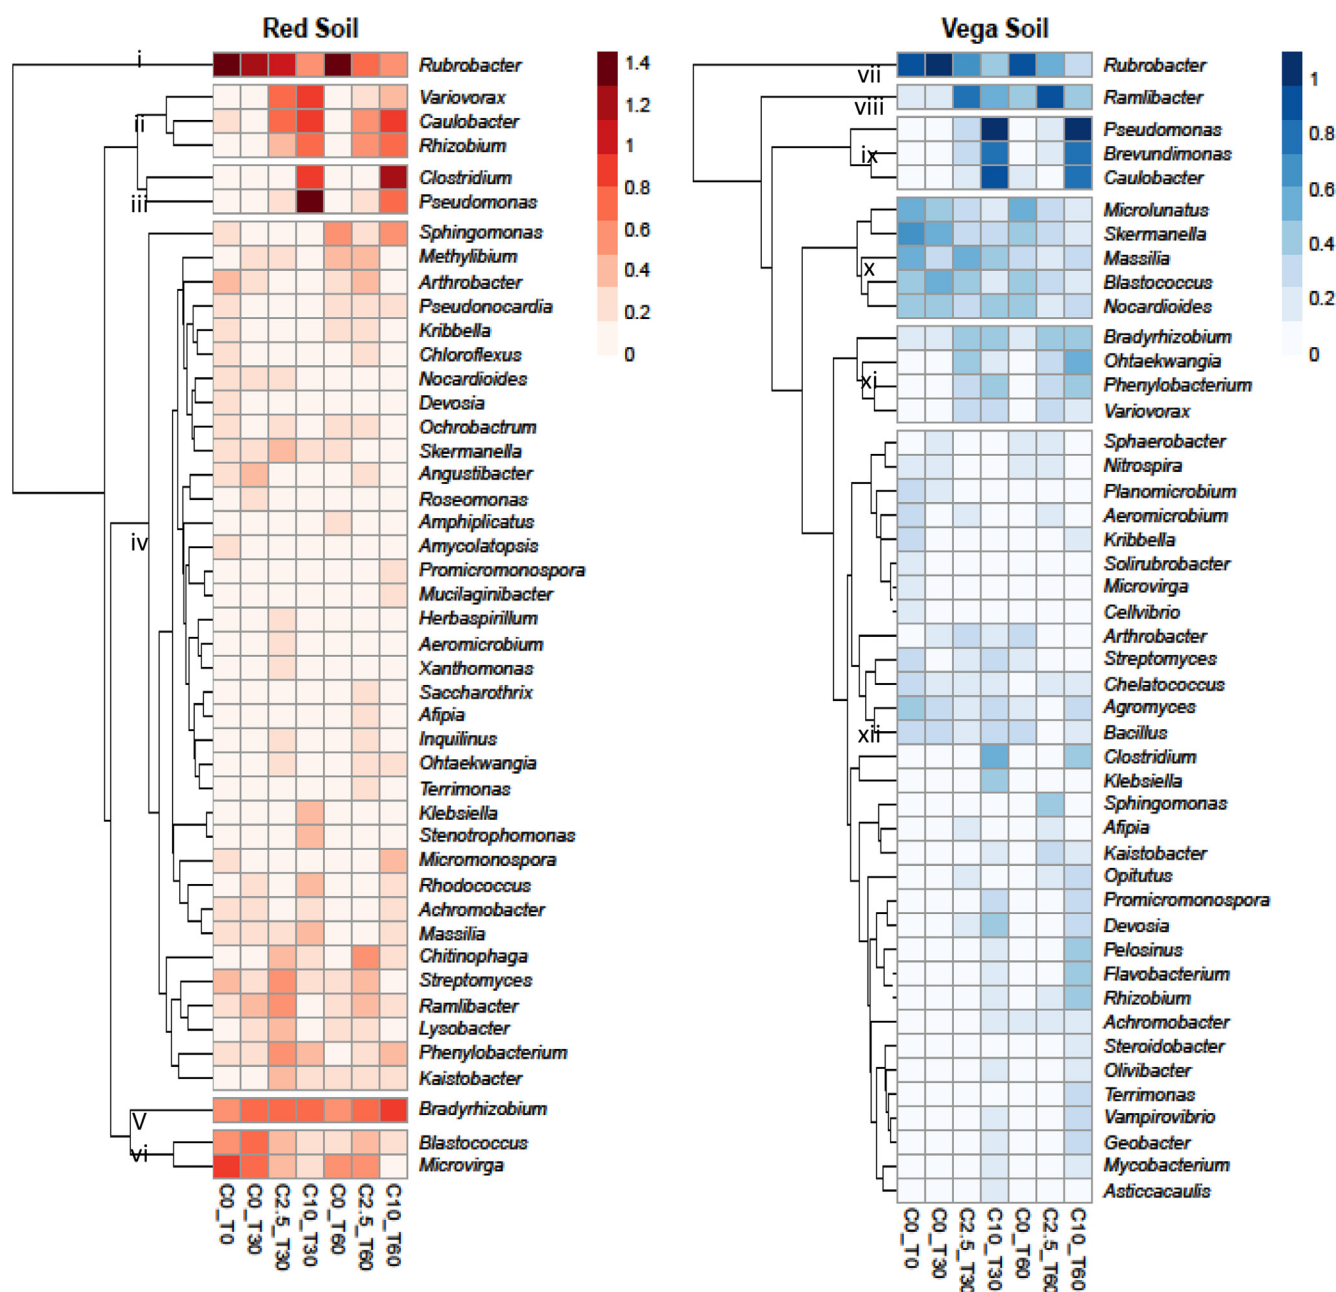 Red Soil
i
ii
iii
iv
V
vi
Rubrobacter
Variovorax
Caulobacter
Rhizobium
Clostridium
Pseudomonas
Sphingomonas
Methylibium
Arthrobacter
Pseudonocardia
Kribbella
Chloroflexus
Nocardioides
Devosia
Ochrobactrum
Skermanella
Angustibacter
Roseomonas
Amphiplicatus
Amycolatopsis
Promicromonospora
Mucilaginibacter
Herbaspirillum
Aeromicrobium
Xanthomonas
Saccharothrix
Afipia
Inquilinus
Ohtaekwangia
Terrimonas
Klebsiella
Stenotrophomonas
Micromonospora
Rhodococcus
Achromobacter
Massilia
Chitinophaga
Streptomyces
Ramlibacter
Lysobacter
Phenylobacterium
Kaistobacter
Bradyrhizobium
Blastococcus
Microvirga
1.4
1.2
1
0.8
0.6
0.4
0.2
0
C0_T0
C0_T30
C2.5_T30
C10_T30
C0_T60
C2.5_T60
C10_T60
Vega Soil
vii
viii
ix
x
xi
xii
Rubrobacter
Ramlibacter
Pseudomonas
Brevundimonas
Caulobacter
Microlunatus
Skermanella
Massilia
Blastococcus
Nocardioides
Bradyrhizobium
Ohtaekwangia
Phenylobacterium
Variovorax
Sphaerobacter
Nitrospira
Planomicrobium
Aeromicrobium
Kribbella
Solirubrobacter
Microvirga
Cellvibrio
Arthrobacter
Streptomyces
Chelatococcus
Agromyces
Bacillus
Clostridium
Klebsiella
Sphingomonas
Afipia
Kaistobacter
Opitutus
Promicromonospora
Devosia
Pelosinus
Flavobacterium
Rhizobium
Achromobacter
Steroidobacter
Olivibacter
Terrimonas
Vampirovibrio
Geobacter
Mycobacterium
Asticcacaulis
1
0.8
0.6
0.4
0.2
0
C0_T0
C0_T30
C2.5_T30
C10_T30
C0_T60
C2.5_T60
C10_T60